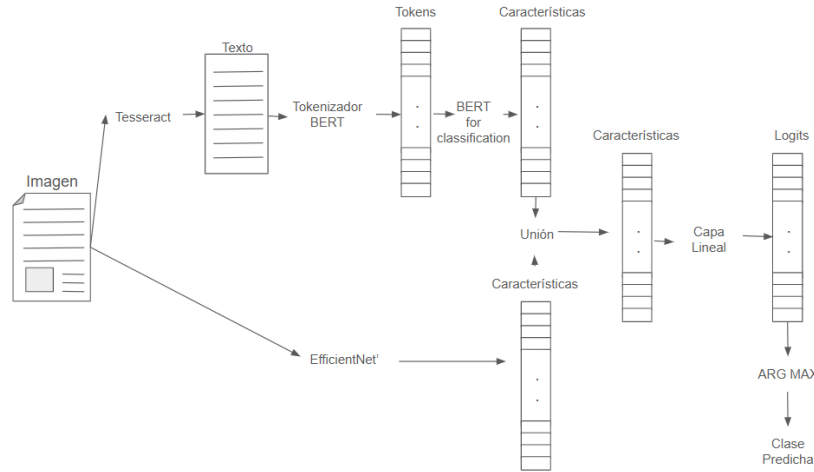 Tokens
Características
Texto
Tesseract
Tokenizador
BERT
BERT
for
classification
Imagen
Características
Logits
Unión
Capa
Lineal
Características
EfficientNet'
ARG MAX
Clase
Predicha